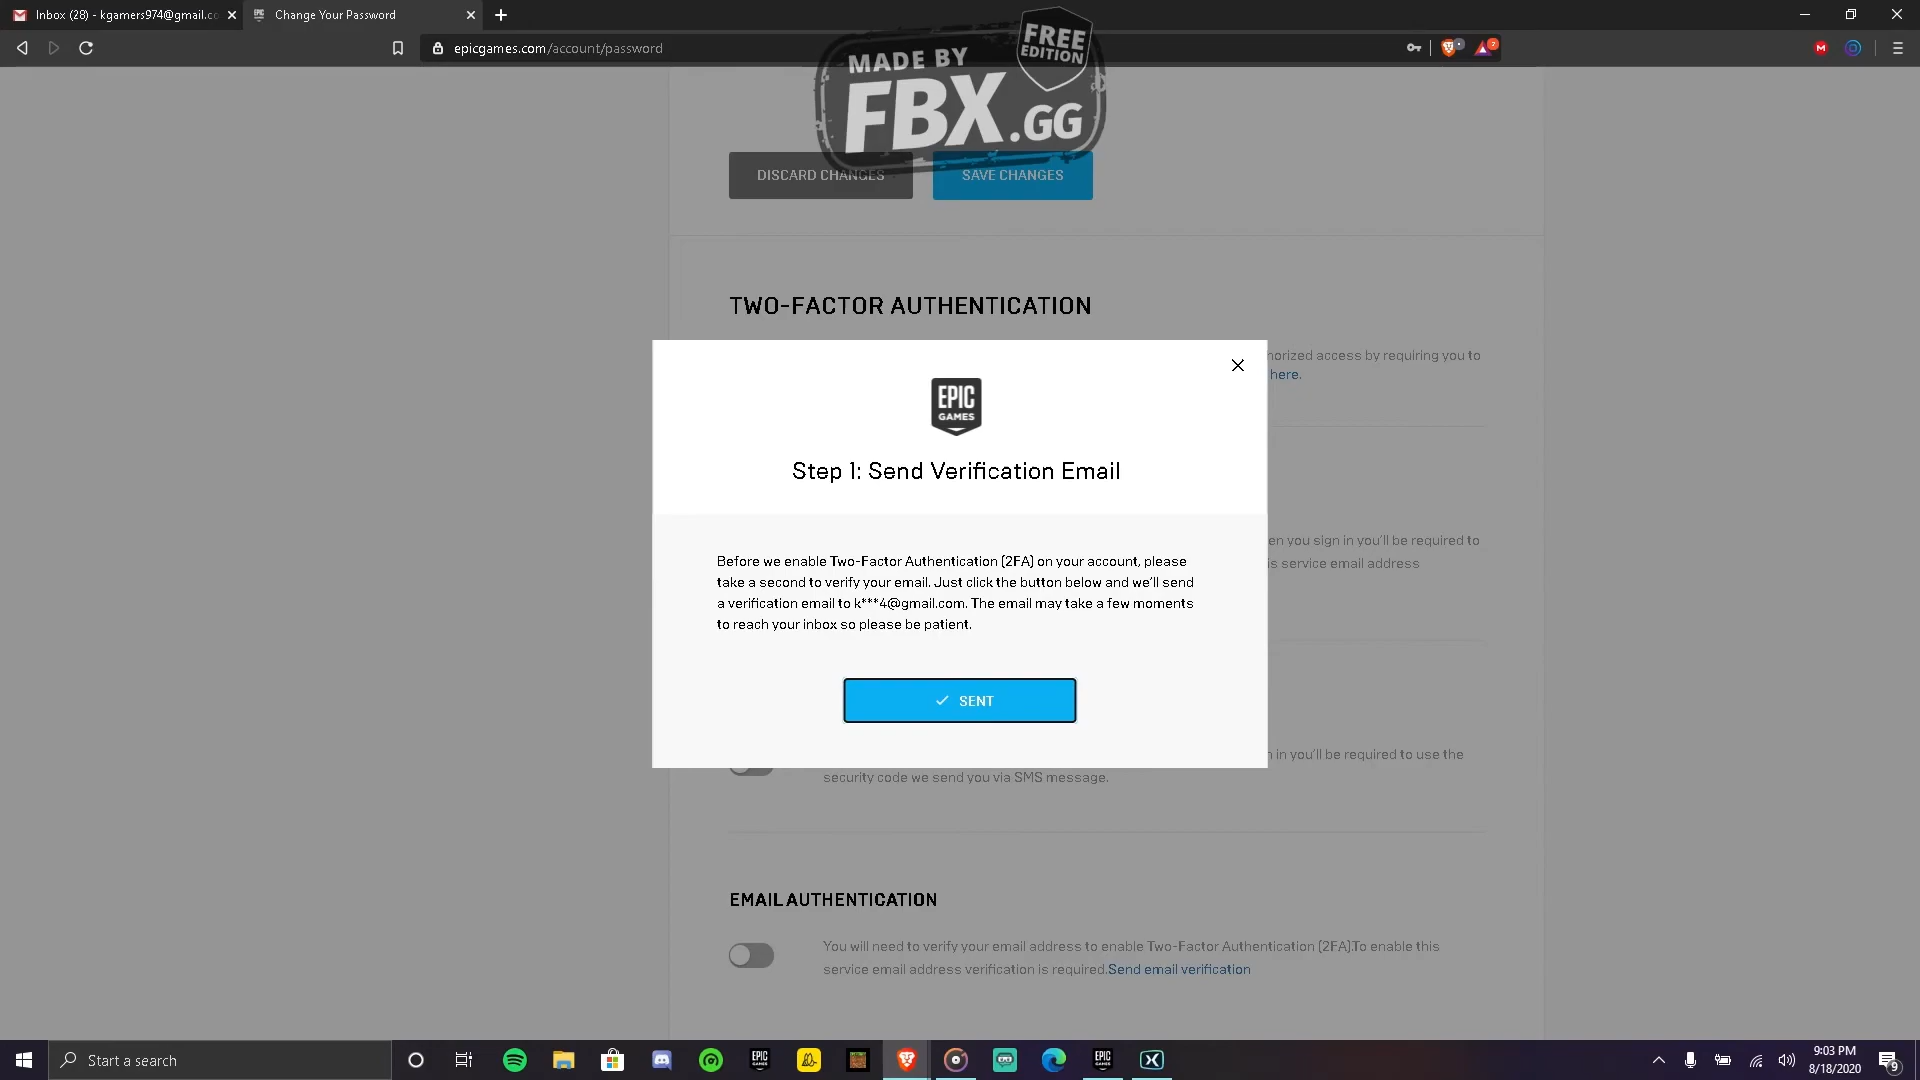 Inbox (28) - kgamers974@gmail.co
Change Your Password
epicgames.com/account/password
MADE BY
FBX.GG
FREE
EDITION
DISCARD CHANGES
SAVE CHANGES
TWO-FACTOR AUTHENTICATION
horized access by requiring you to
here.
EPIC
GAMES
Step 1: Send Verification Email
en you sign in you'll be required to
is service email address
Before we enable Two-Factor Authentication (2FA) on your account, please
take a second to verify your email. Just click the button below and we'll send
a verification email to k***4@gmail.com. The email may take a few moments
to reach your inbox so please be patient.
SENT
n in you'll be required to use the
security code we send you via SMS message.
EMAIL AUTHENTICATION
You will need to verify your email address to enable Two-Factor Authentication (2FA).To enable this
service email address verification is required.Send email verification
Start a search
EPIC
GAMES
EPIC
GAMES
9:03 PM
8/18/2020
9